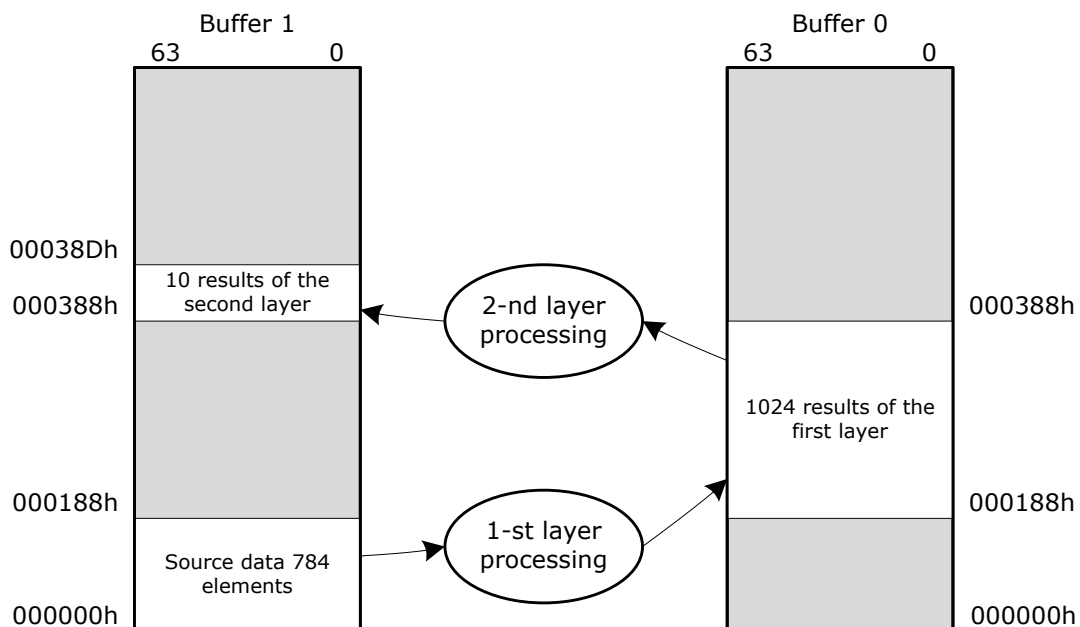 Buffer 1
63 0
00038Dh
10 results of the
second layer
000388h
000188h
Source data 784
elements
000000h
2-nd layer
processing
1-st layer
processing
Buffer 0
63 0
000388h
1024 results of the
first layer
000188h
000000h